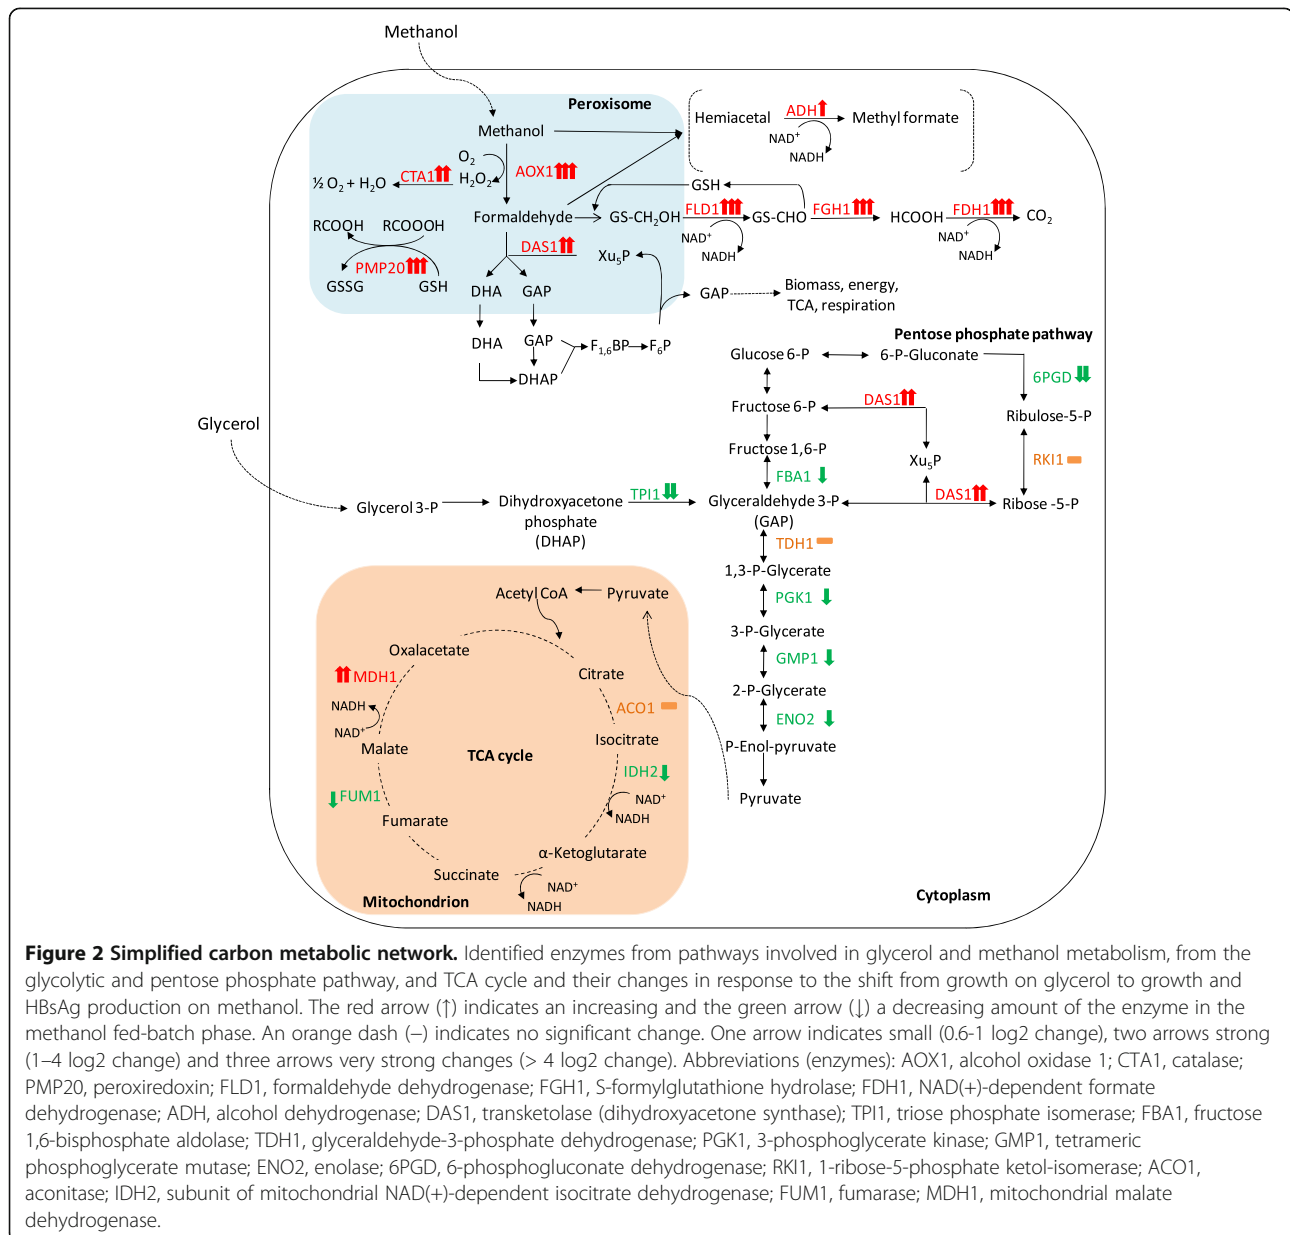 Methanol
Peroxisome
Methanol
Hemiacetal
ADH
Methyl formate
NAD⁺
NADH
O₂
H₂O₂
AOX1
CTA1
½ O₂ + H₂O
GSH
Formaldehyde
GS-CH₂OH
FLD1
GS-CHO
FGH1
HCOOH
FDH1
CO₂
NAD⁺
NADH
NAD⁺
NADH
RCOOH
RCOOOH
PMP20
GSSG
GSH
DAS1
Xu₅P
DHA
GAP
GAP
Biomass, energy,
TCA, respiration
DHA
GAP
F₁,₆BP
F₆P
DHAP
Pentose phosphate pathway
Glucose 6-P
6-P-Gluconate
6PGD
DAS1
Fructose 6-P
Ribulose-5-P
Glycerol
Fructose 1,6-P
Xu₅P
RKI1
FBA1
Glycerol 3-P
Dihydroxyacetone
phosphate
(DHAP)
TPI1
Glyceraldehyde 3-P
(GAP)
DAS1
Ribose -5-P
TDH1
1,3-P-Glycerate
PGK1
3-P-Glycerate
GMP1
2-P-Glycerate
ENO2
P-Enol-pyruvate
Pyruvate
Acetyl CoA
Pyruvate
Oxalacetate
Citrate
MDH1
ACO1
NADH
NAD⁺
Isocitrate
Malate
TCA cycle
IDH2
FUM1
NAD⁺
NADH
Fumarate
α-Ketoglutarate
Succinate
NAD⁺
NADH
Mitochondrion
Cytoplasm
Figure 2 Simplified carbon metabolic network. Identified enzymes from pathways involved in glycerol and methanol metabolism, from the
glycolytic and pentose phosphate pathway, and TCA cycle and their changes in response to the shift from growth on glycerol to growth and
HBsAg production on methanol. The red arrow (↑) indicates an increasing and the green arrow (↓) a decreasing amount of the enzyme in the
methanol fed-batch phase. An orange dash (−) indicates no significant change. One arrow indicates small (0.6-1 log2 change), two arrows strong
(1–4 log2 change) and three arrows very strong changes (> 4 log2 change). Abbreviations (enzymes): AOX1, alcohol oxidase 1; CTA1, catalase;
PMP20, peroxiredoxin; FLD1, formaldehyde dehydrogenase; FGH1, S-formylglutathione hydrolase; FDH1, NAD(+)-dependent formate
dehydrogenase; ADH, alcohol dehydrogenase; DAS1, transketolase (dihydroxyacetone synthase); TPI1, triose phosphate isomerase; FBA1, fructose
1,6-bisphosphate aldolase; TDH1, glyceraldehyde-3-phosphate dehydrogenase; PGK1, 3-phosphoglycerate kinase; GMP1, tetrameric
phosphoglycerate mutase; ENO2, enolase; 6PGD, 6-phosphogluconate dehydrogenase; RKI1, 1-ribose-5-phosphate ketol-isomerase; ACO1,
aconitase; IDH2, subunit of mitochondrial NAD(+)-dependent isocitrate dehydrogenase; FUM1, fumarase; MDH1, mitochondrial malate
dehydrogenase.